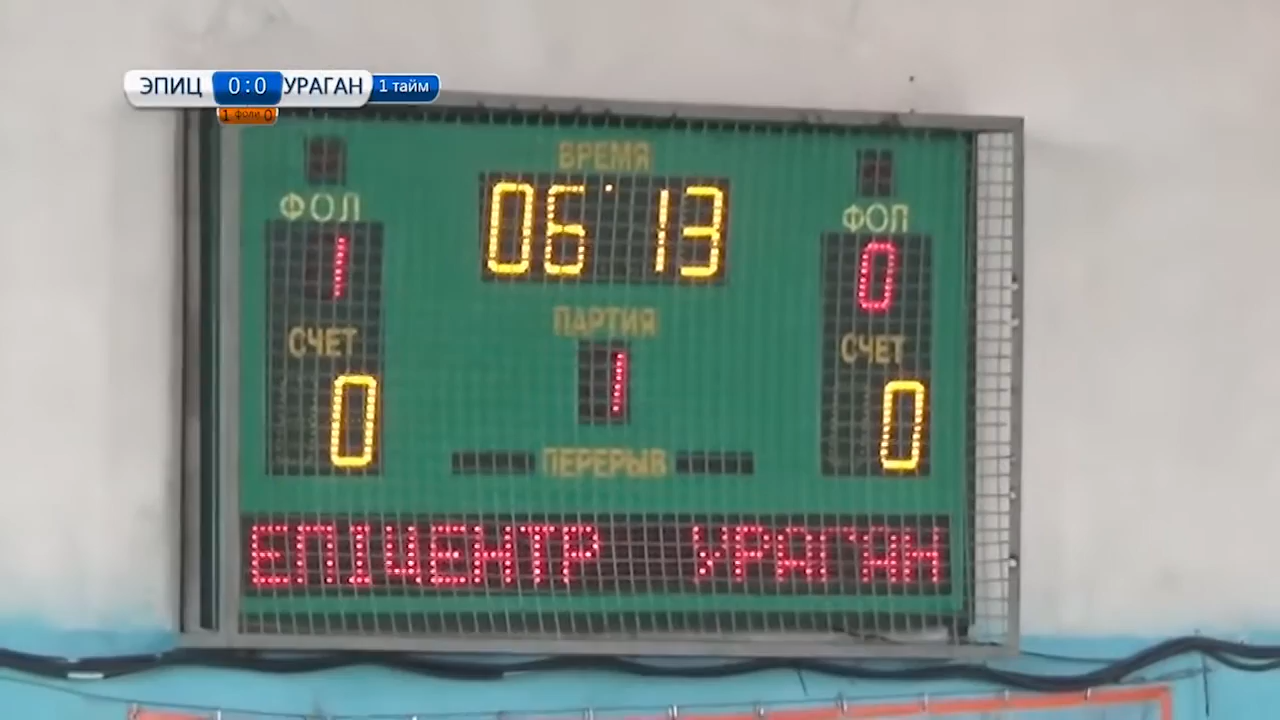 ЭПИЦ 0:0 УРАГАН 1 тайм
1 фоли 0
ВРЕМЯ
06 13
ФОЛ ФОЛ
1 0
ПАРТИЯ
СЧЕТ СЧЕТ
1
0 0
ПЕРЕРЫВ
ЕПІЦЕНТР УРАГАН